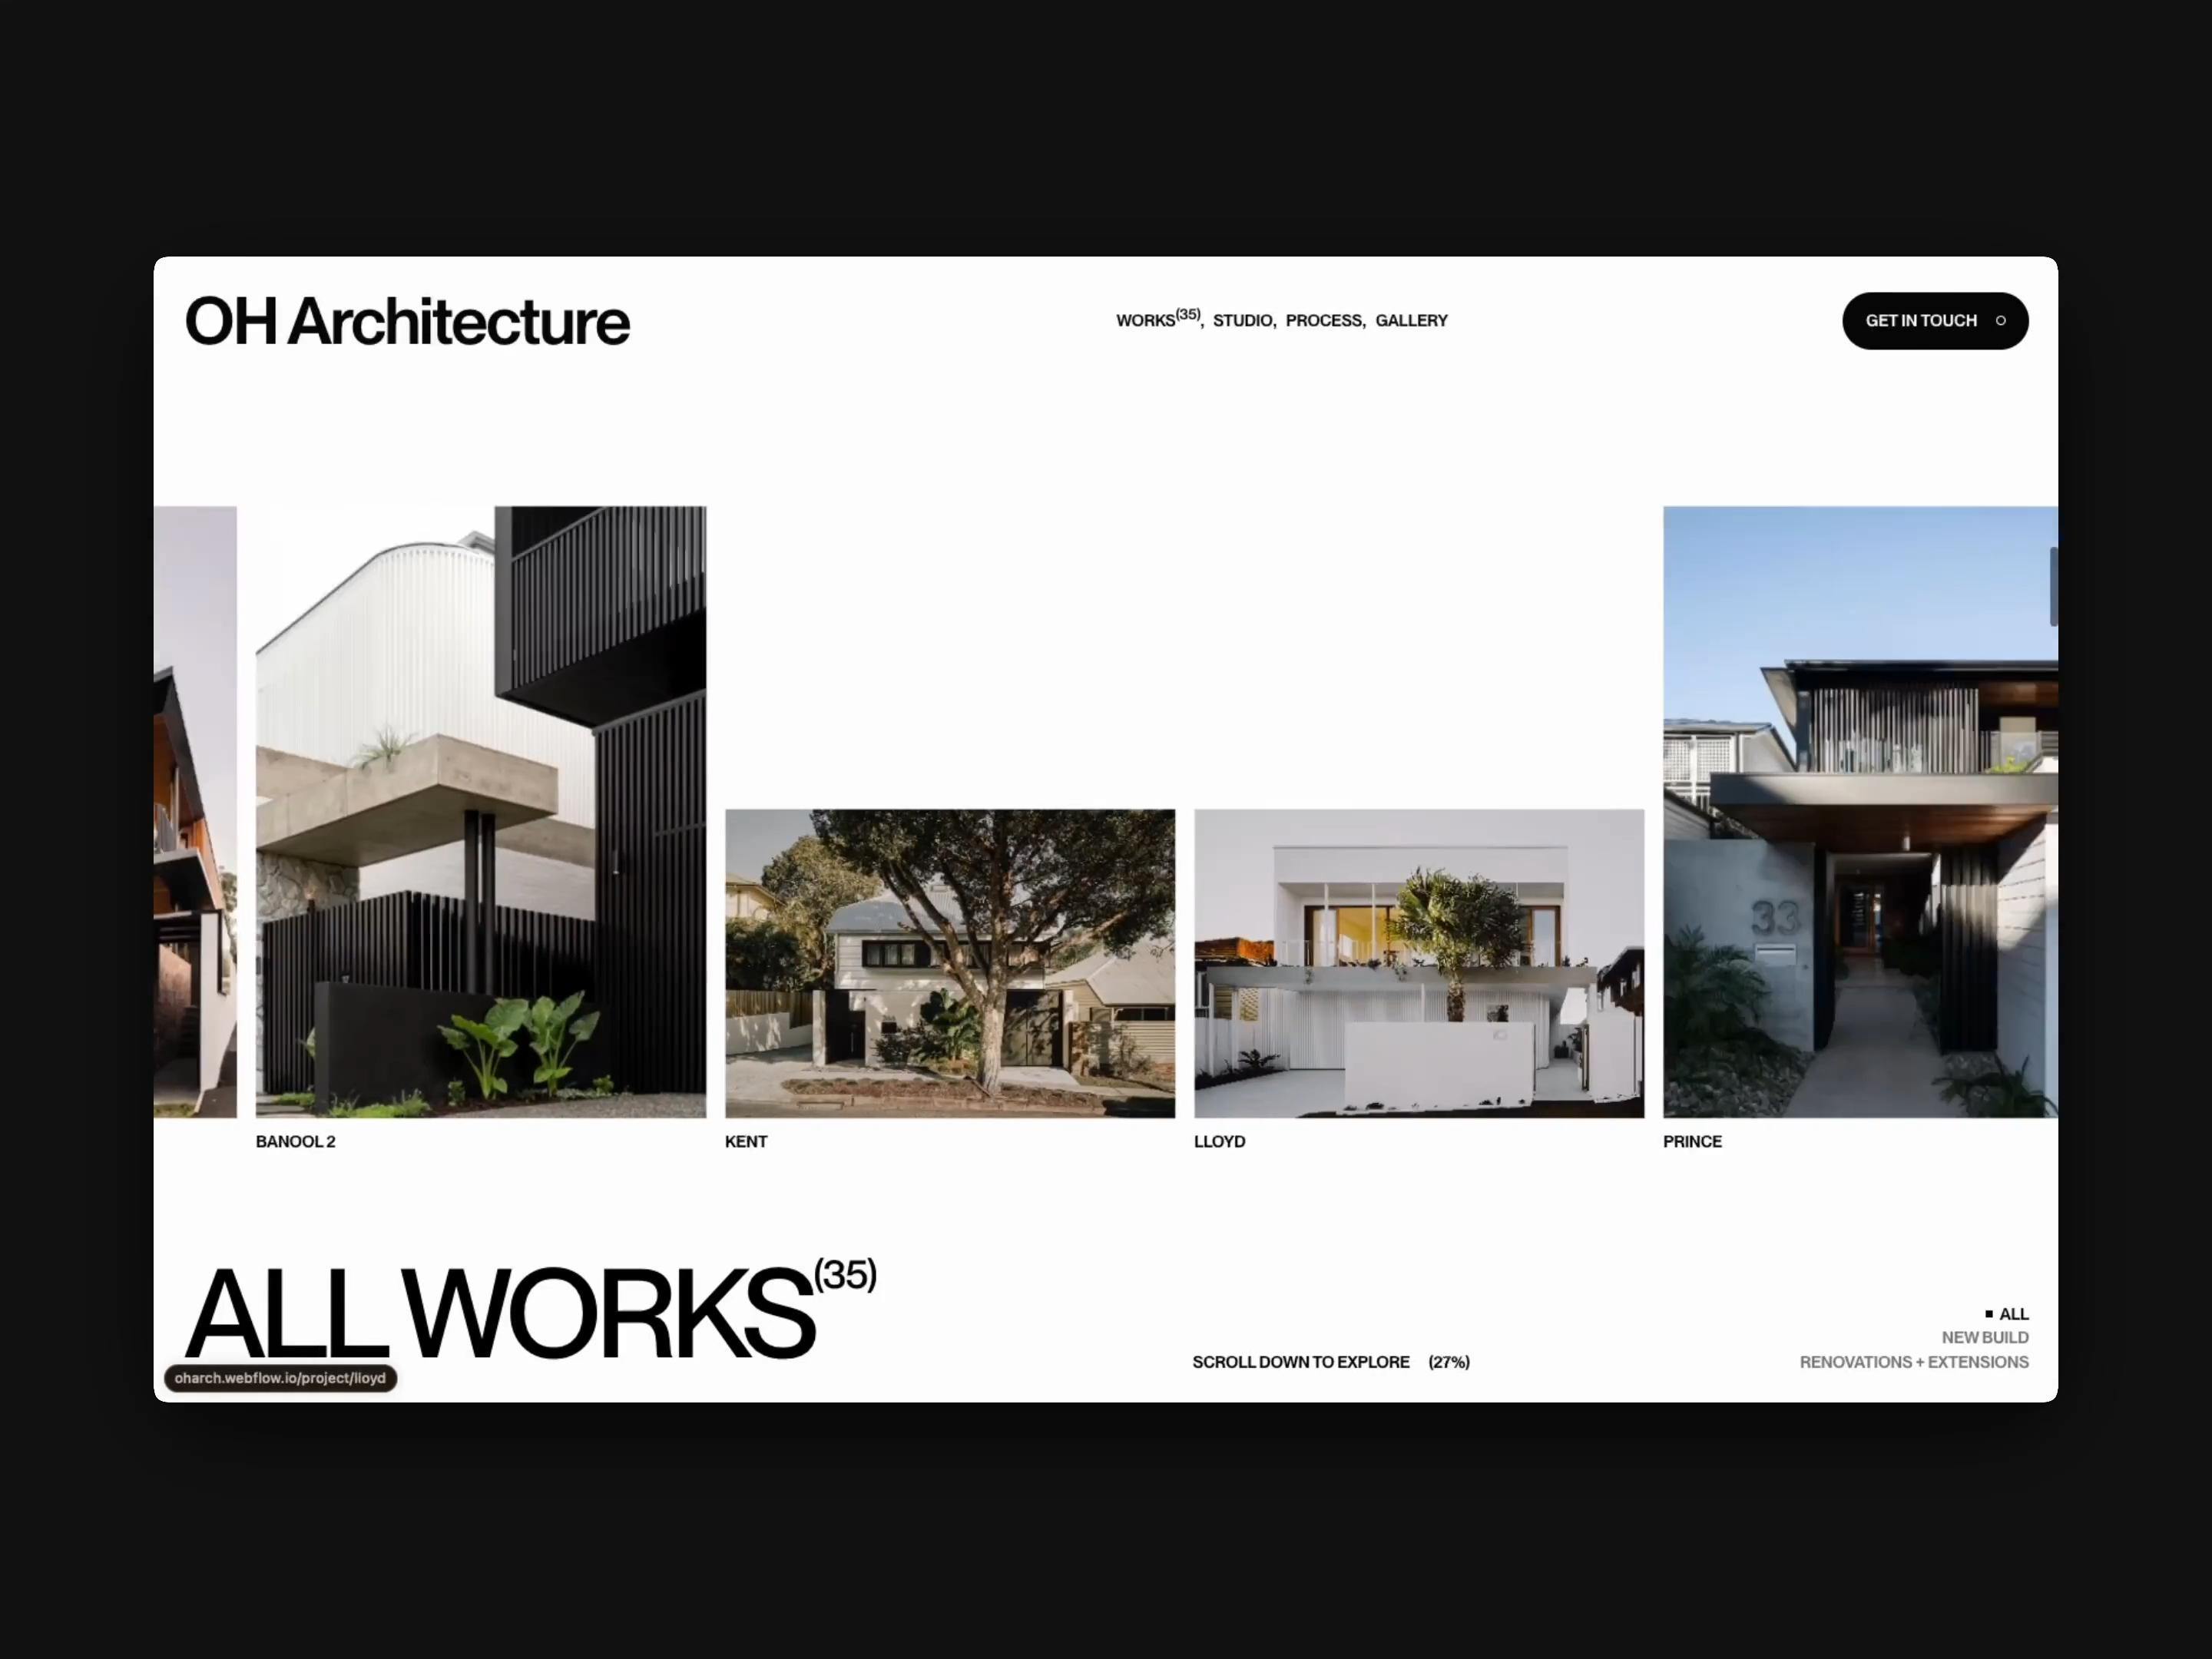 OH Architecture
WORKS(35), STUDIO, PROCESS, GALLERY
GET IN TOUCH
33
BANOOL 2
KENT
LLOYD
PRINCE
ALL WORKS(35)
SCROLL DOWN TO EXPLORE (27%)
ALL
NEW BUILD
RENOVATIONS + EXTENSIONS
oharch.webflow.io/project/lloyd